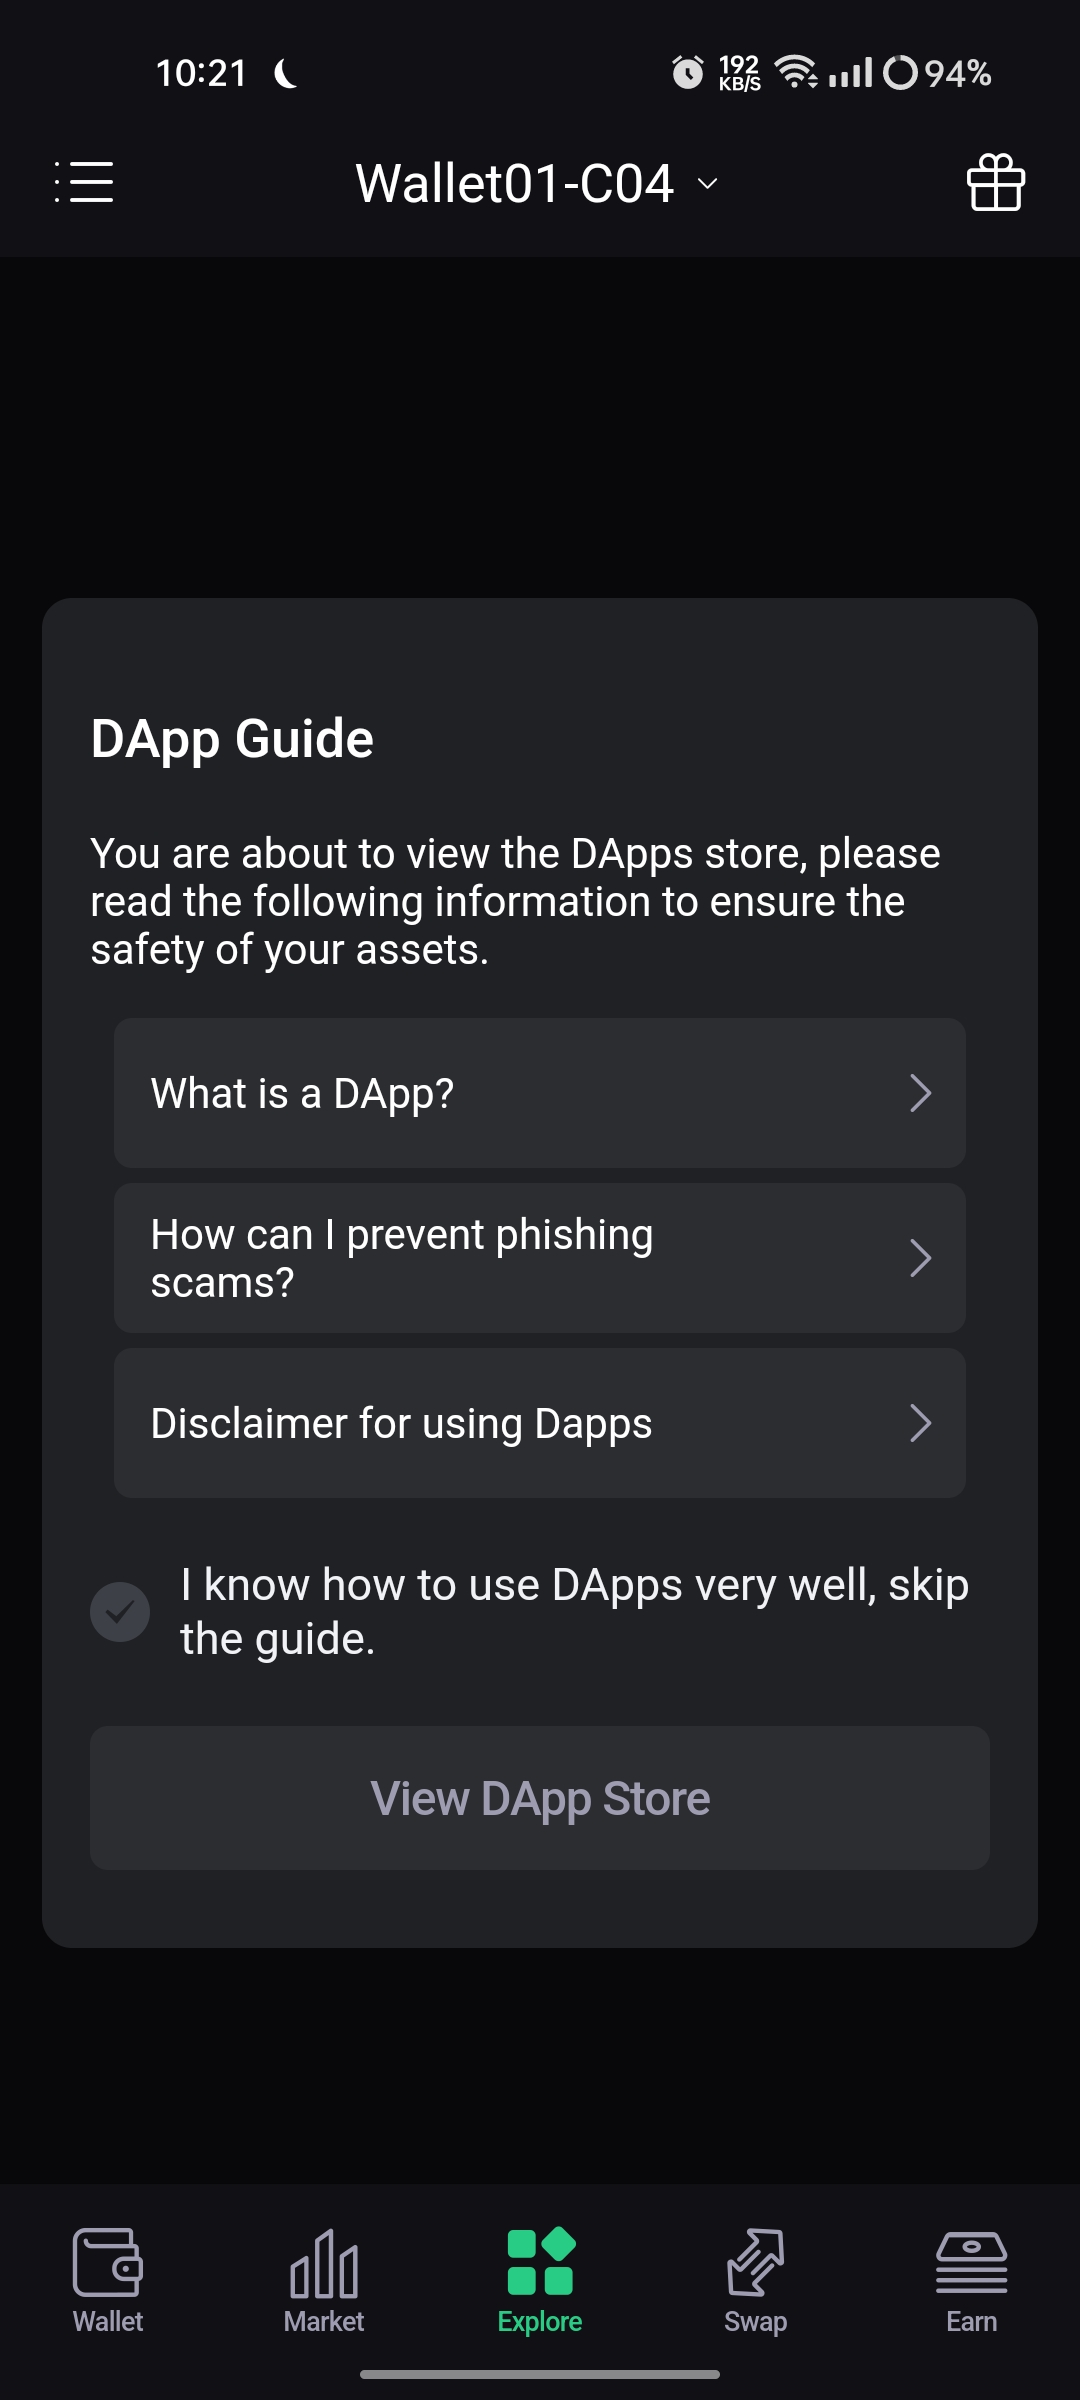 10:21
192
KB/S
94%
Wallet01-C04
DApp Guide
You are about to view the DApps store, please
read the following information to ensure the
safety of your assets.
What is a DApp?
How can I prevent phishing
scams?
Disclaimer for using Dapps
I know how to use DApps very well, skip
the guide.
View DApp Store
Wallet
Market
Explore
Swap
Earn